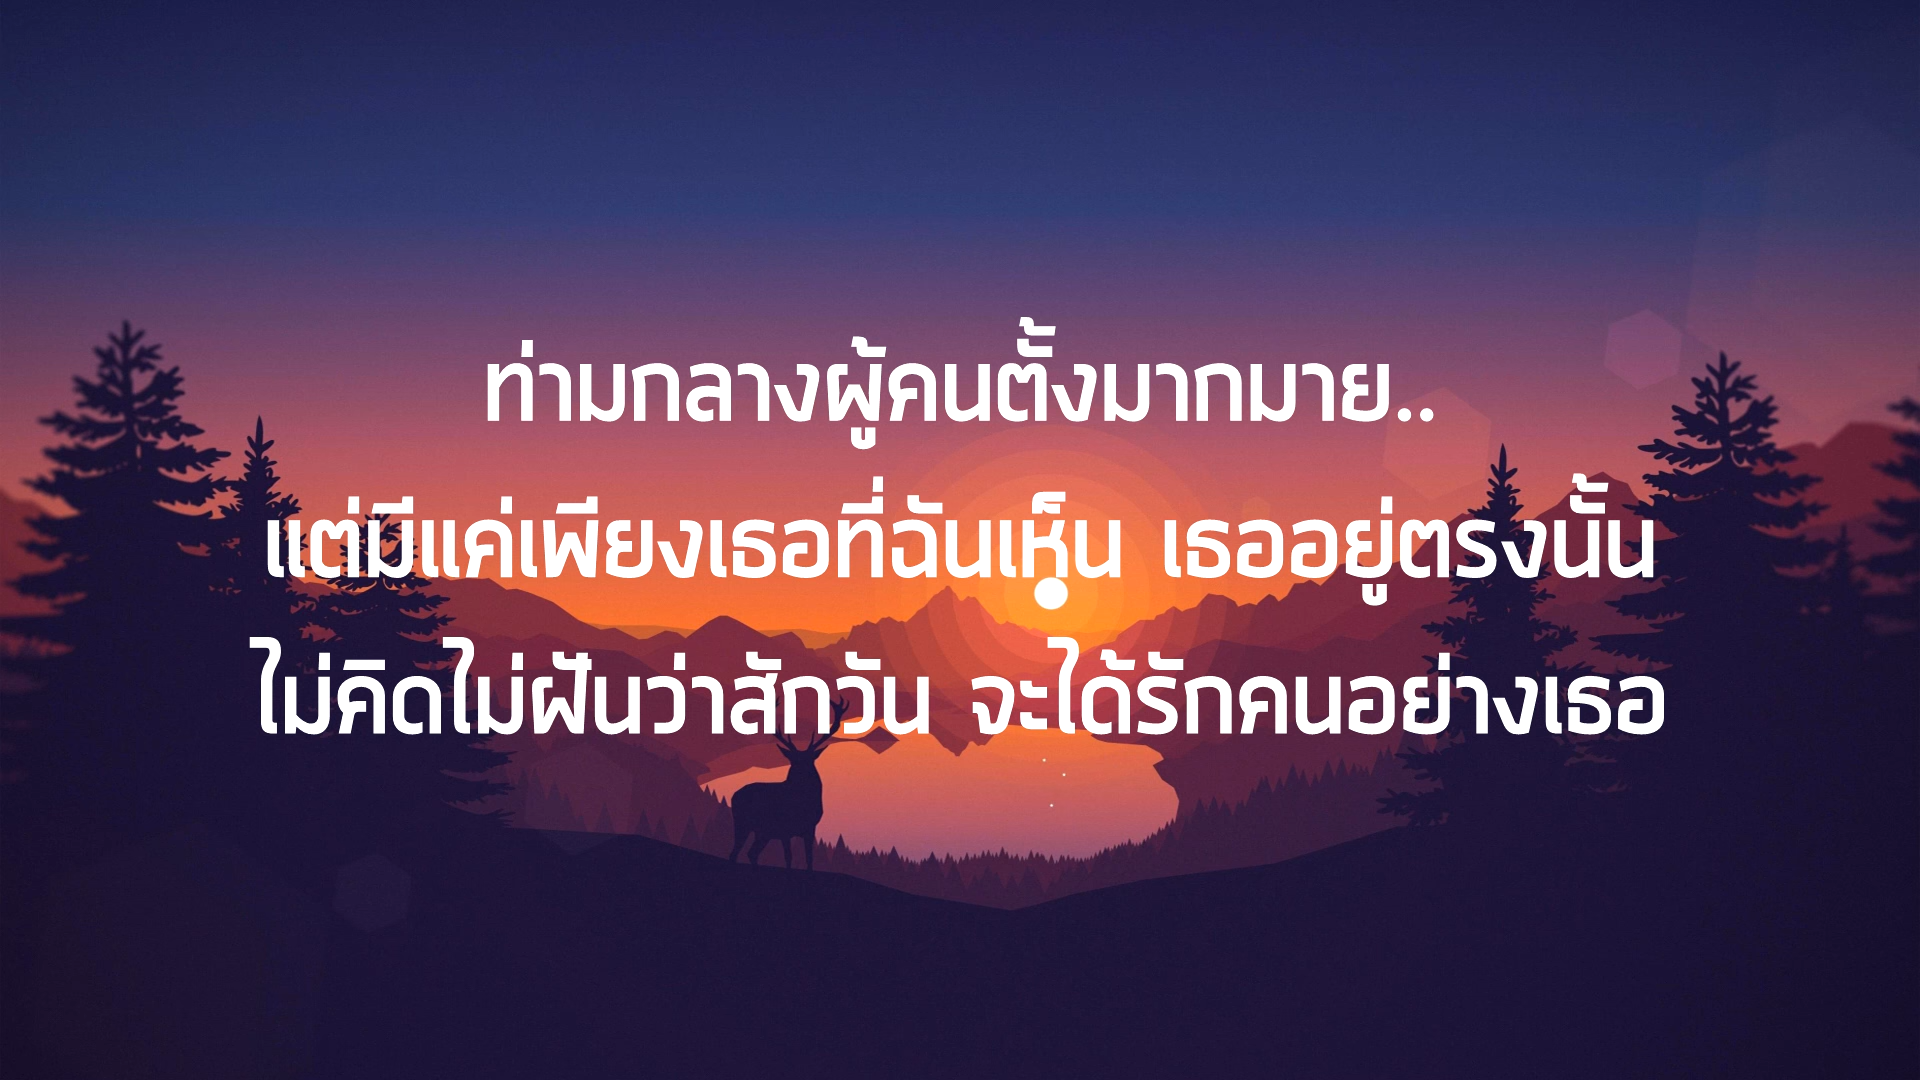 ท่ามกลางผู้คนตั้งมากมาย..
แต่มีแค่เพียงเธอที่ฉันเห็น เธออยู่ตรงนั้น
ไม่คิดไม่ฝันว่าสักวัน จะได้รักคนอย่างเธอ